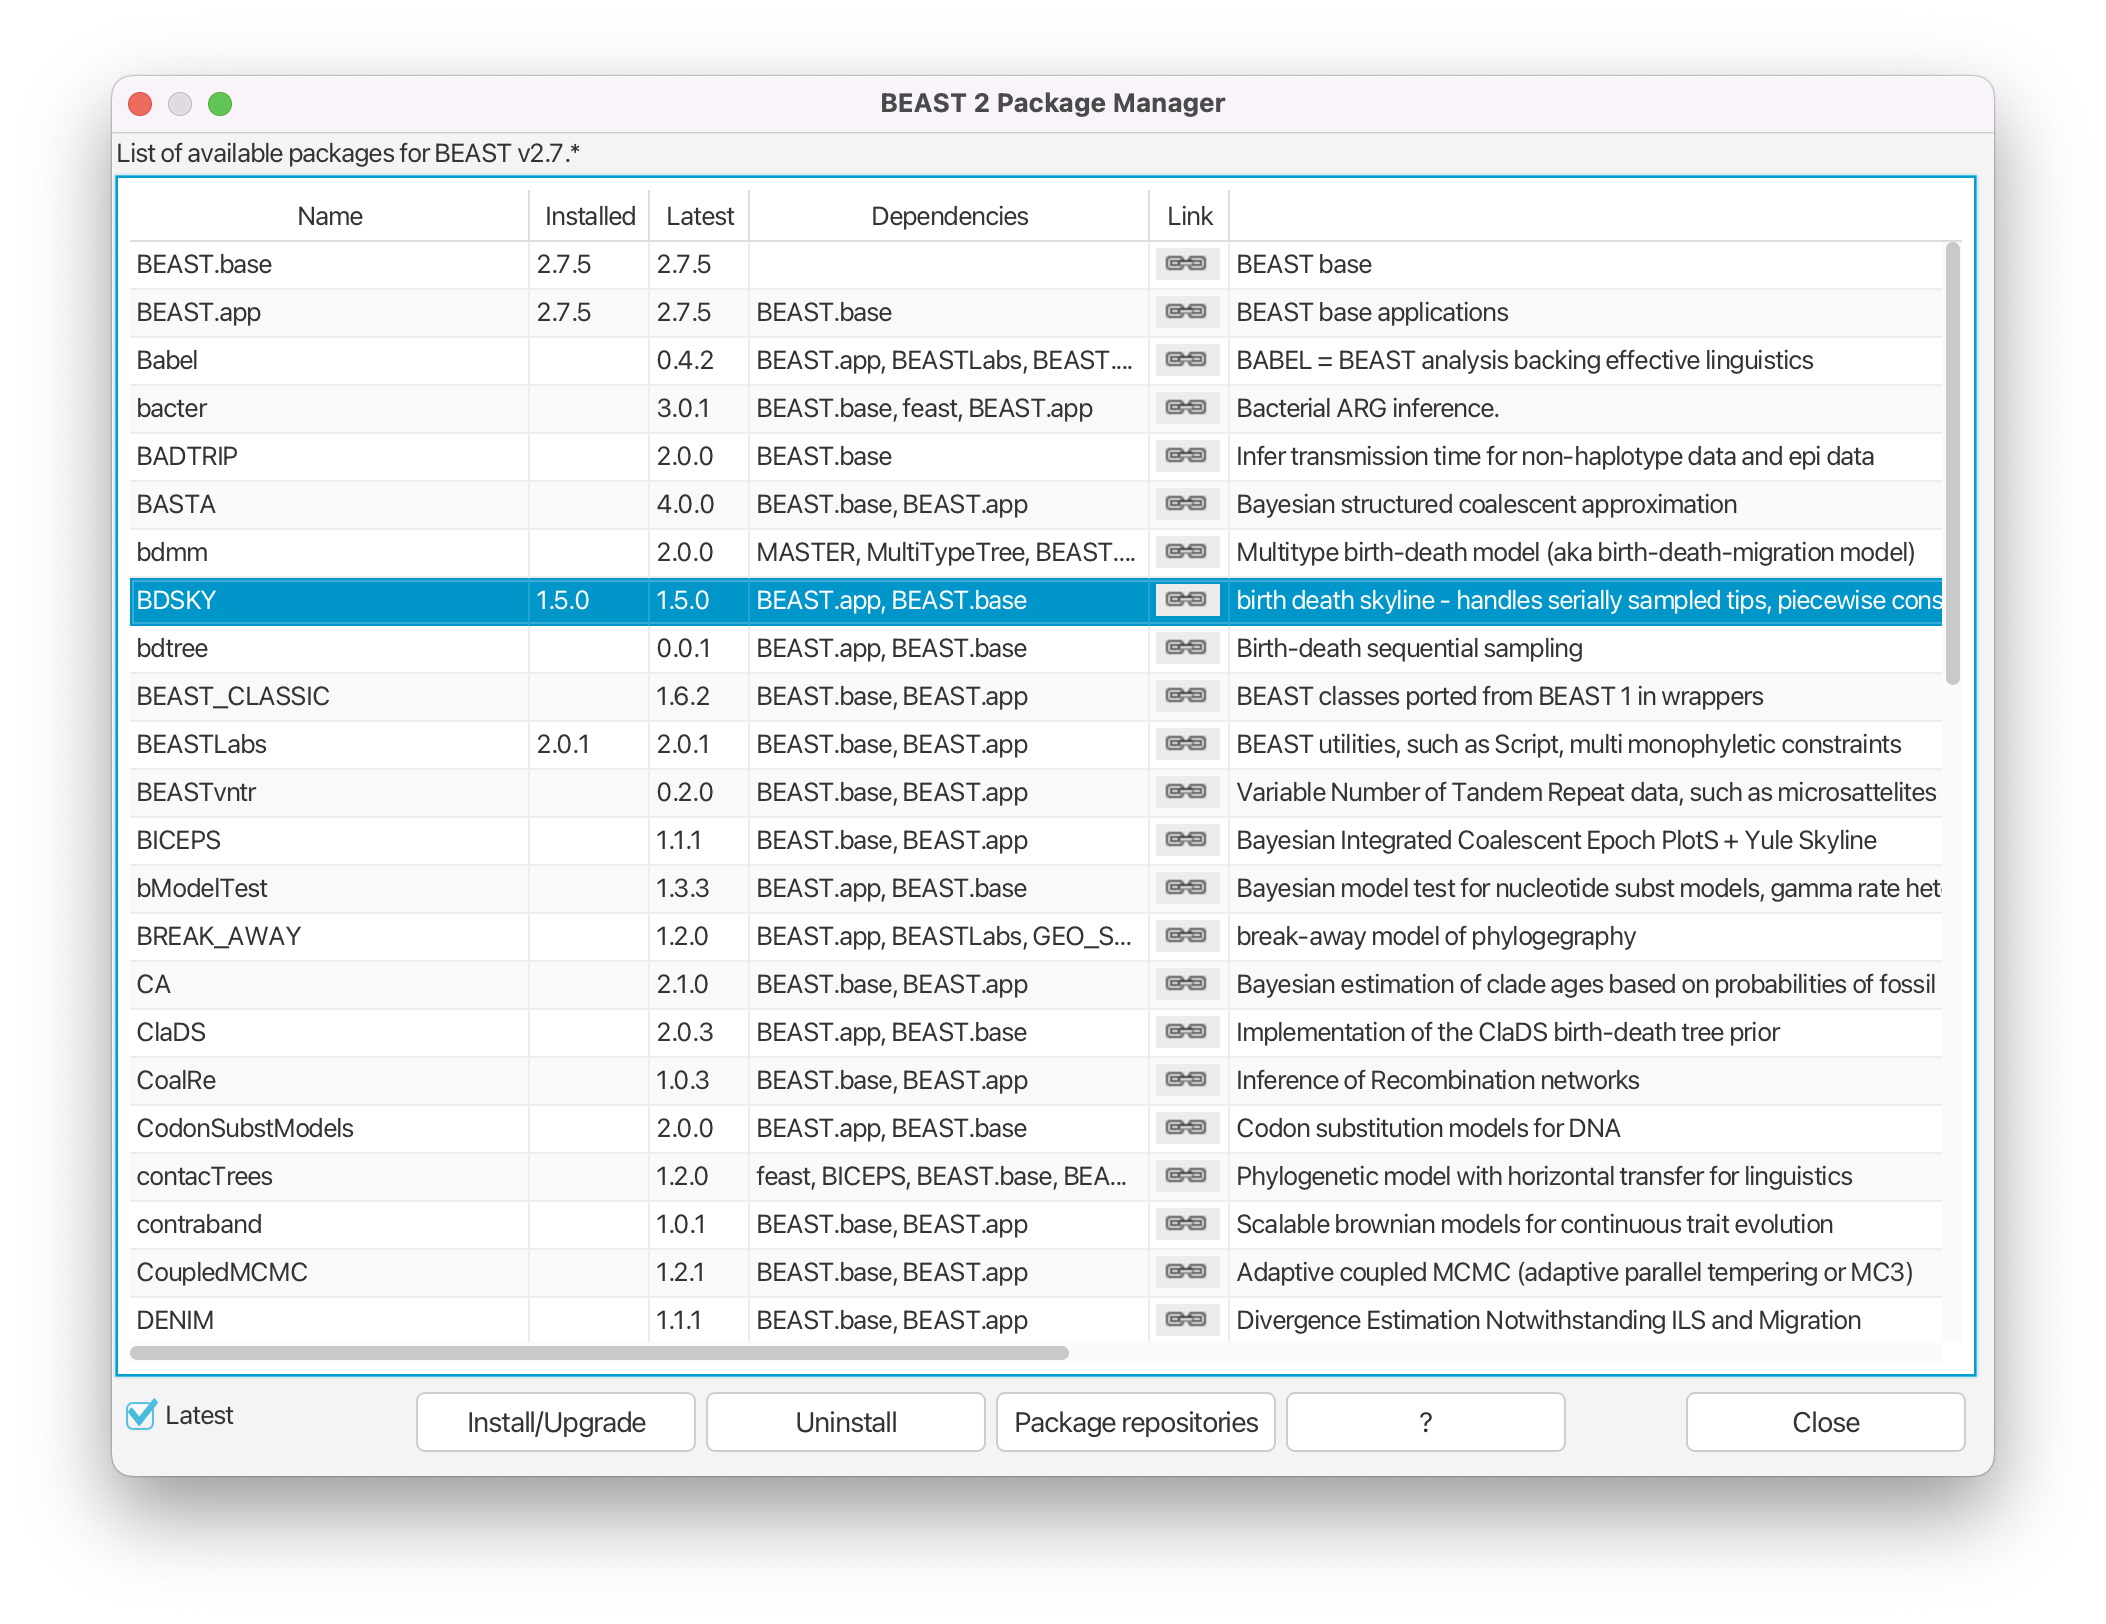 BEAST 2 Package Manager
List of available packages for BEAST v2.7.*
Name Installed Latest Dependencies Link
BEAST.base 2.7.5 2.7.5 BEAST base
BEAST.app 2.7.5 2.7.5 BEAST.base BEAST base applications
Babel 0.4.2 BEAST.app, BEASTLabs, BEAST.... BABEL = BEAST analysis backing effective linguistics
bacter 3.0.1 BEAST.base, feast, BEAST.app Bacterial ARG inference.
BADTRIP 2.0.0 BEAST.base Infer transmission time for non-haplotype data and epi data
BASTA 4.0.0 BEAST.base, BEAST.app Bayesian structured coalescent approximation
bdmm 2.0.0 MASTER, MultiTypeTree, BEAST.... Multitype birth-death model (aka birth-death-migration model)
BDSKY 1.5.0 1.5.0 BEAST.app, BEAST.base birth death skyline - handles serially sampled tips, piecewise cons
bdtree 0.0.1 BEAST.app, BEAST.base Birth-death sequential sampling
BEAST_CLASSIC 1.6.2 BEAST.base, BEAST.app BEAST classes ported from BEAST 1 in wrappers
BEASTLabs 2.0.1 2.0.1 BEAST.base, BEAST.app BEAST utilities, such as Script, multi monophyletic constraints
BEASTvntr 0.2.0 BEAST.base, BEAST.app Variable Number of Tandem Repeat data, such as microsattelites
BICEPS 1.1.1 BEAST.base, BEAST.app Bayesian Integrated Coalescent Epoch PlotS + Yule Skyline
bModelTest 1.3.3 BEAST.app, BEAST.base Bayesian model test for nucleotide subst models, gamma rate het
BREAK_AWAY 1.2.0 BEAST.app, BEASTLabs, GEO_S... break-away model of phylogegraphy
CA 2.1.0 BEAST.base, BEAST.app Bayesian estimation of clade ages based on probabilities of fossil
ClaDS 2.0.3 BEAST.app, BEAST.base Implementation of the ClaDS birth-death tree prior
CoalRe 1.0.3 BEAST.base, BEAST.app Inference of Recombination networks
CodonSubstModels 2.0.0 BEAST.app, BEAST.base Codon substitution models for DNA
contacTrees 1.2.0 feast, BICEPS, BEAST.base, BEA... Phylogenetic model with horizontal transfer for linguistics
contraband 1.0.1 BEAST.base, BEAST.app Scalable brownian models for continuous trait evolution
CoupledMCMC 1.2.1 BEAST.base, BEAST.app Adaptive coupled MCMC (adaptive parallel tempering or MC3)
DENIM 1.1.1 BEAST.base, BEAST.app Divergence Estimation Notwithstanding ILS and Migration
Latest Install/Upgrade Uninstall Package repositories ? Close